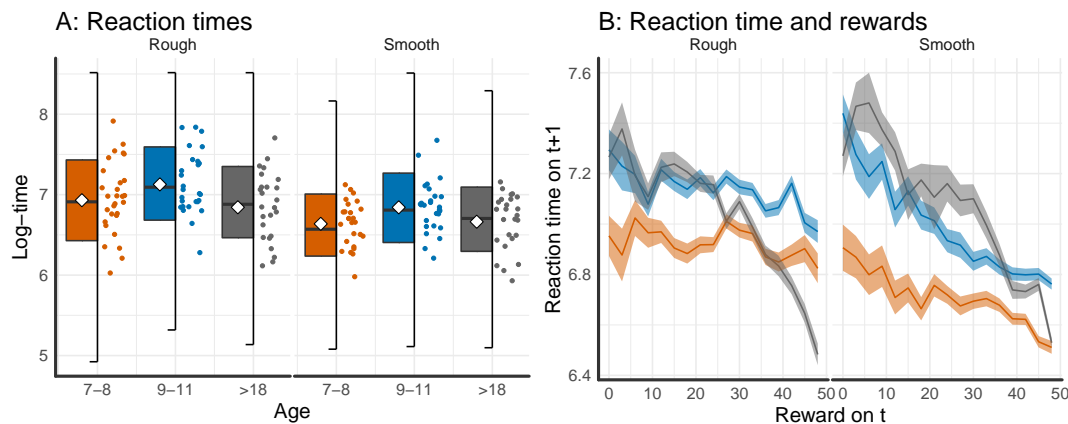 A: Reaction times
Rough
Smooth
Log−time
8
7
6
5
7−8
9−11
>18
7−8
9−11
>18
Age
B: Reaction time and rewards
Rough
Smooth
Reaction time on t+1
7.6
7.2
6.8
6.4
0
10
20
30
40
50
0
10
20
30
40
50
Reward on t